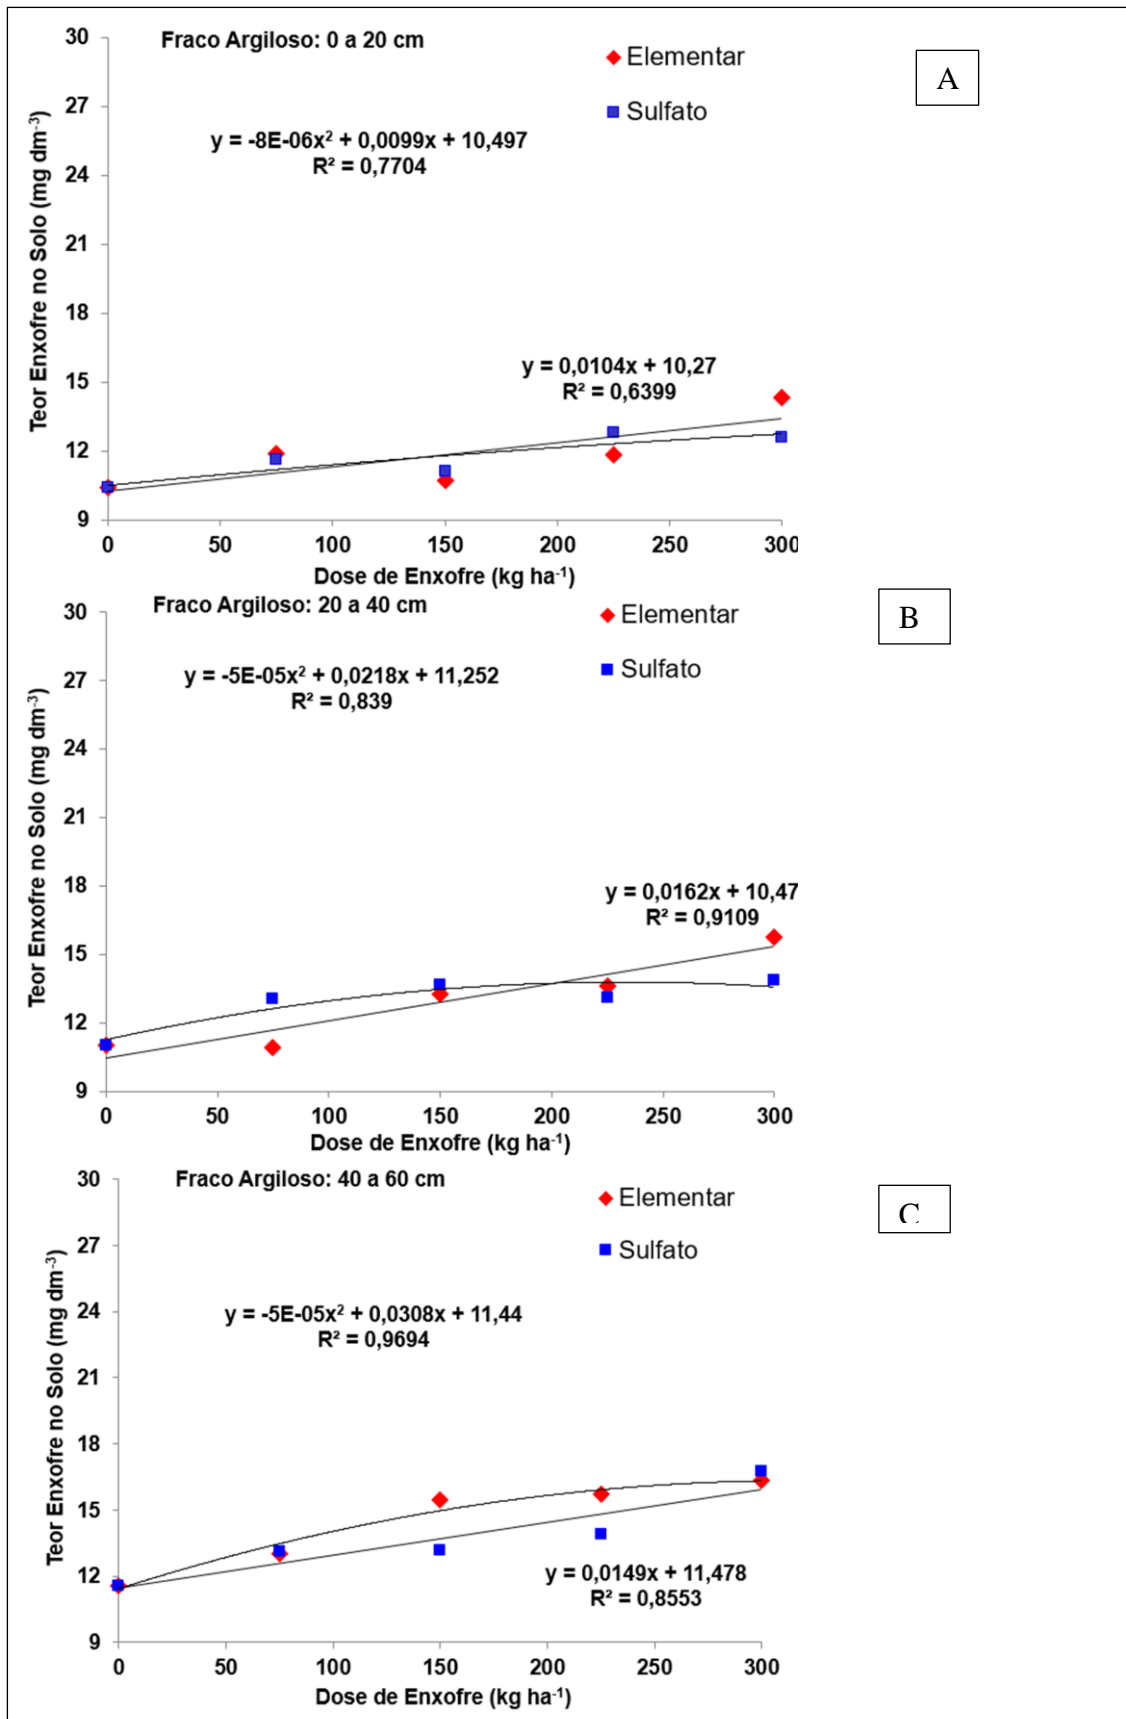 Fraco Argiloso: 0 a 20 cm
Elementar
Sulfato
A
y = -8E-06x² + 0,0099x + 10,497
R² = 0,7704
y = 0,0104x + 10,27
R² = 0,6399
Teor Enxofre no Solo (mg dm⁻³)
30
27
24
21
18
15
12
9
0 50 100 150 200 250 300
Dose de Enxofre (kg ha⁻¹)
Fraco Argiloso: 20 a 40 cm
Elementar
Sulfato
B
y = -5E-05x² + 0,0218x + 11,252
R² = 0,839
y = 0,0162x + 10,47
R² = 0,9109
Teor Enxofre no Solo (mg dm⁻³)
30
27
24
21
18
15
12
9
0 50 100 150 200 250 300
Dose de Enxofre (kg ha⁻¹)
Fraco Argiloso: 40 a 60 cm
Elementar
Sulfato
C
y = -5E-05x² + 0,0308x + 11,44
R² = 0,9694
y = 0,0149x + 11,478
R² = 0,8553
Teor Enxofre no Solo (mg dm⁻³)
30
27
24
21
18
15
12
9
0 50 100 150 200 250 300
Dose de Enxofre (kg ha⁻¹)